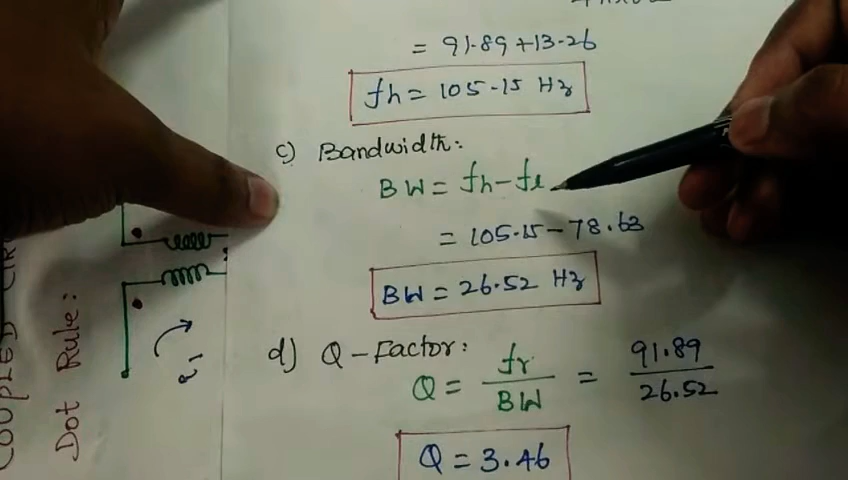 = 91.89 + 13.26
fh = 105.15 Hz
c) Bandwidth:
BW = fh - fl
= 105.15 - 78.63
BW = 26.52 Hz
d) Q-Factor:
Q = fr/BW = 91.89/26.52
Q = 3.46
COUPLED
Dot Rule: